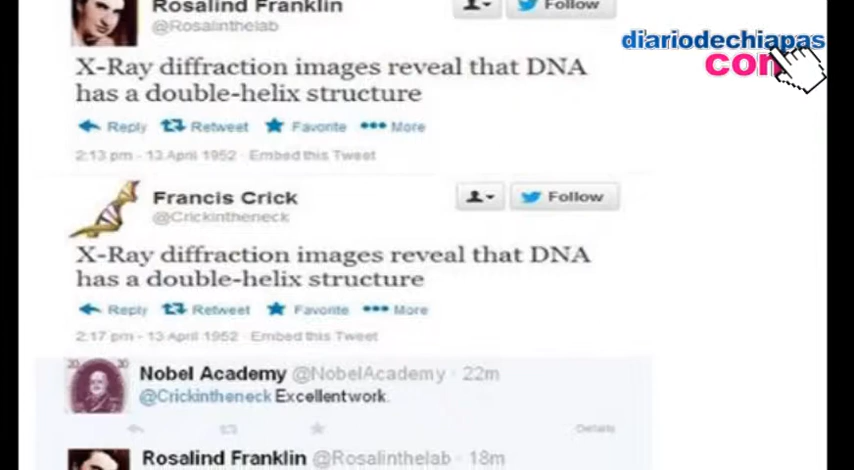 Rosalind Franklin
@Rosalinthelab
Follow
X-Ray diffraction images reveal that DNA
has a double-helix structure
Reply Retweet Favorite More
2:13 pm - 13 April 1952 · Embed this Tweet
Francis Crick
@Crickintheneck
Follow
X-Ray diffraction images reveal that DNA
has a double-helix structure
Reply Retweet Favorite More
2:17 pm - 13 April 1952 · Embed this Tweet
Nobel Academy @NobelAcademy · 22m
@Crickintheneck Excellent work.
Details
Rosalind Franklin @Rosalinthelab · 18m
diariodechiapas
com